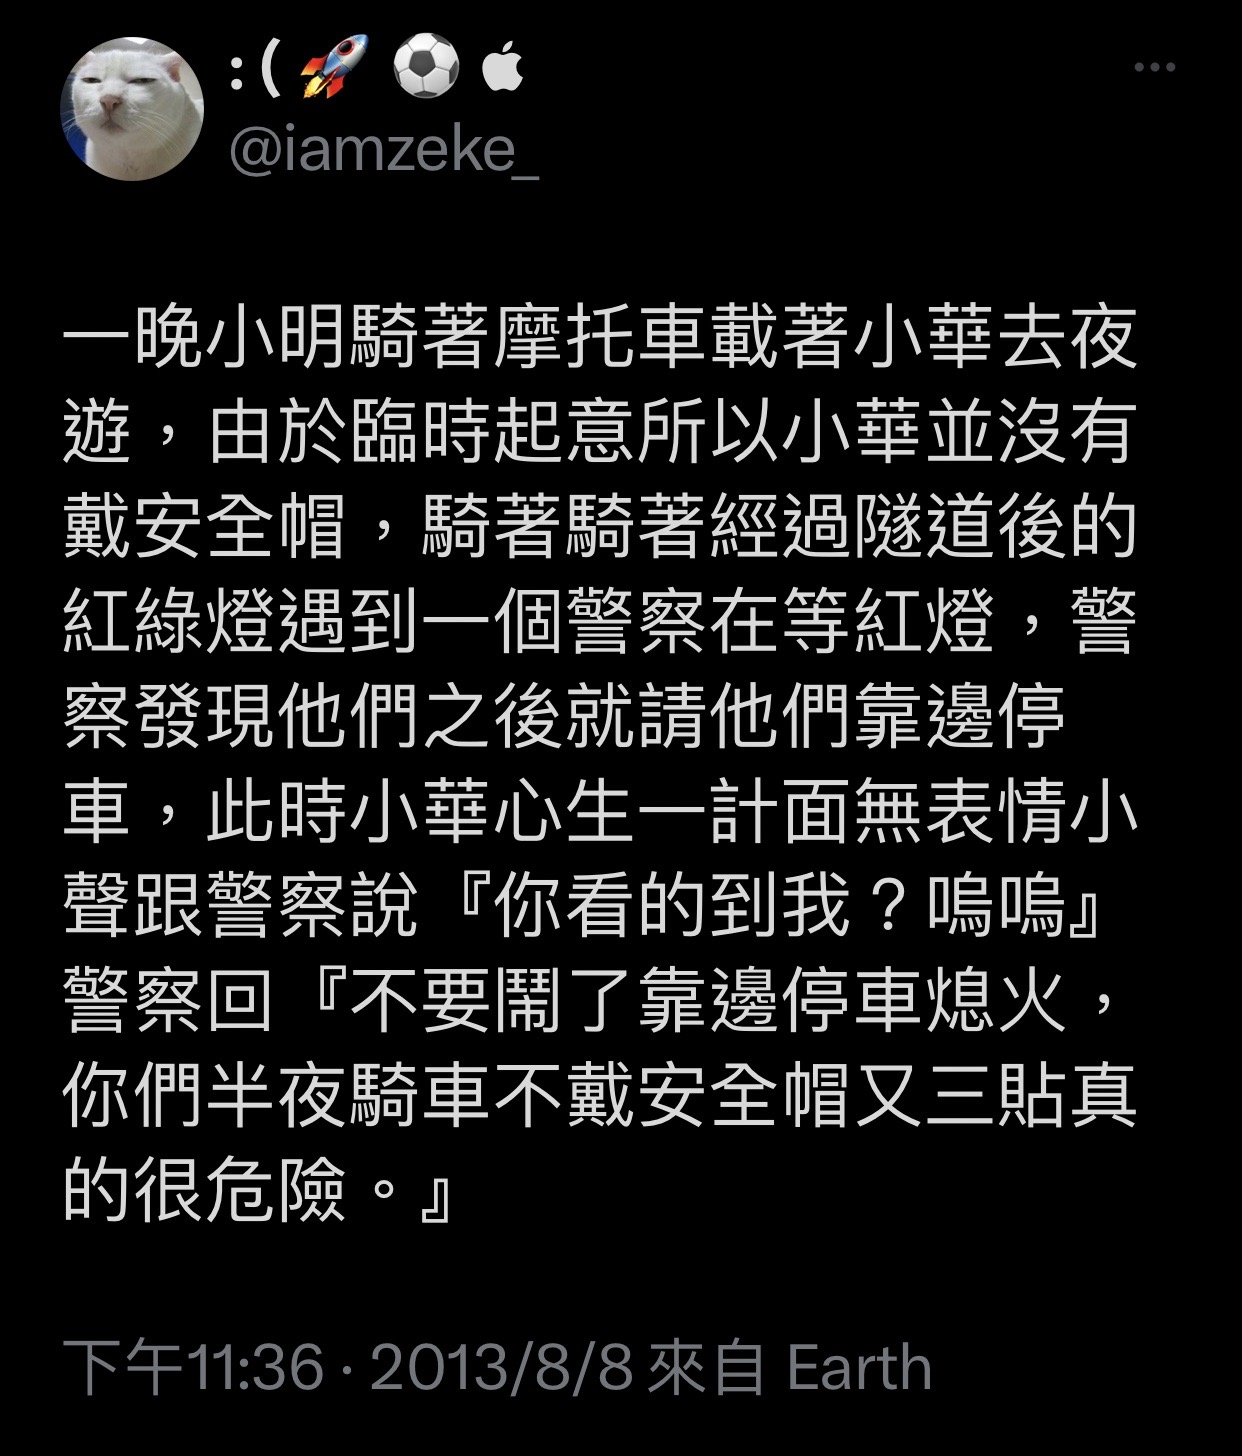 :( 🚀 ⚽ 
@iamzeke_
一晚小明騎著摩托車載著小華去夜
遊，由於臨時起意所以小華並沒有
戴安全帽，騎著騎著經過隧道後的
紅綠燈遇到一個警察在等紅燈，警
察發現他們之後就請他們靠邊停
車，此時小華心生一計面無表情小
聲跟警察說『你看的到我？嗚嗚』
警察回『不要鬧了靠邊停車熄火，
你們半夜騎車不戴安全帽又三貼真
的很危險。』
下午11:36 · 2013/8/8 來自 Earth